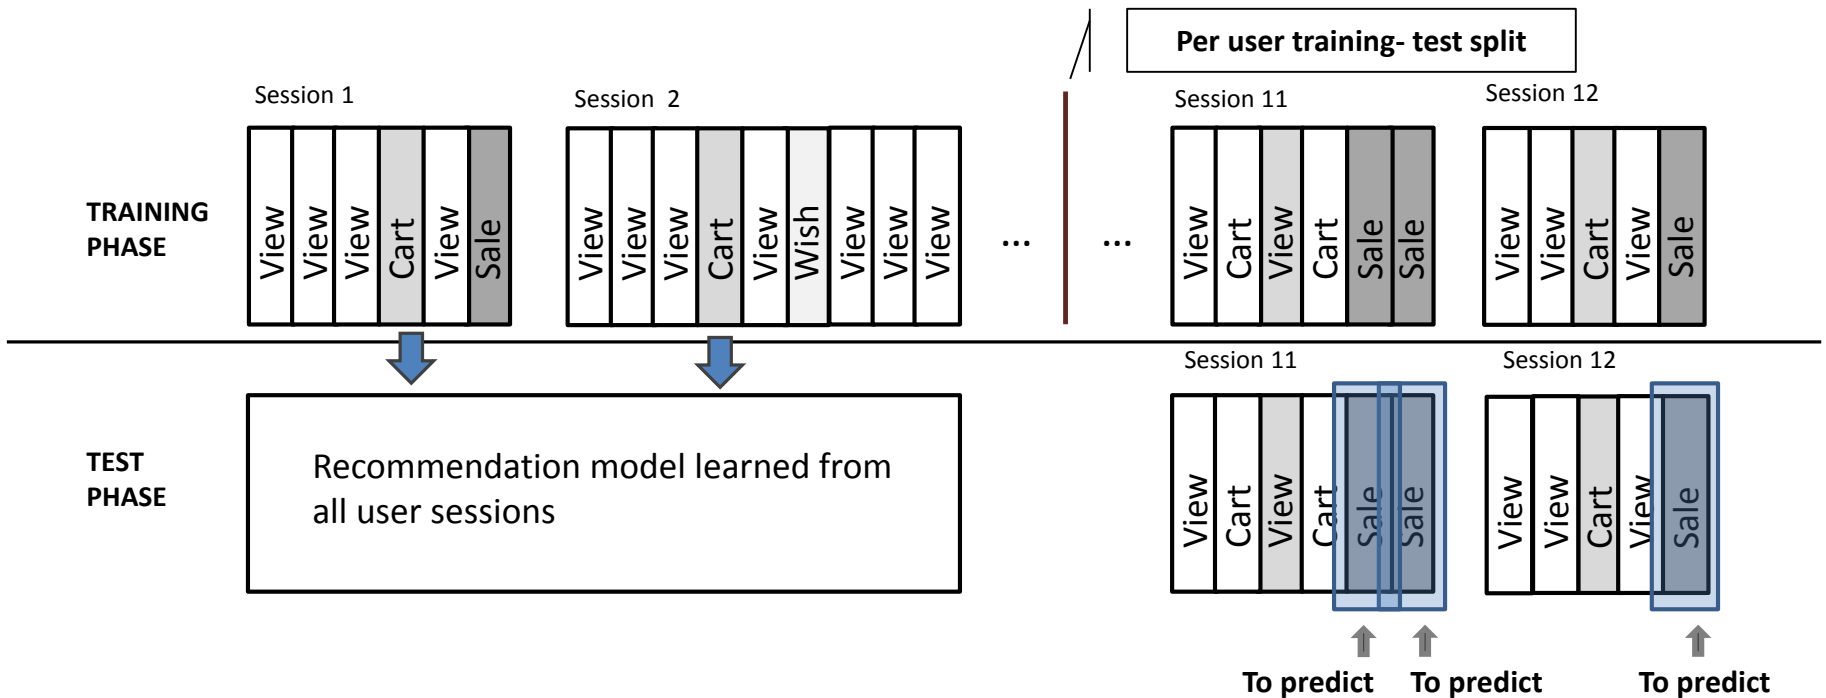 Per user training- test split
Session 1
Session 2
Session 11
Session 12
TRAINING
PHASE
View
View
View
Cart
View
Sale
View
View
View
Cart
View
Wish
View
View
View
...
...
View
Cart
View
Cart
Sale
Sale
View
View
Cart
View
Sale
Session 11
Session 12
TEST
PHASE
Recommendation model learned from
all user sessions
View
Cart
View
Cart
Sale
Sale
View
View
Cart
View
Sale
To predict
To predict
To predict